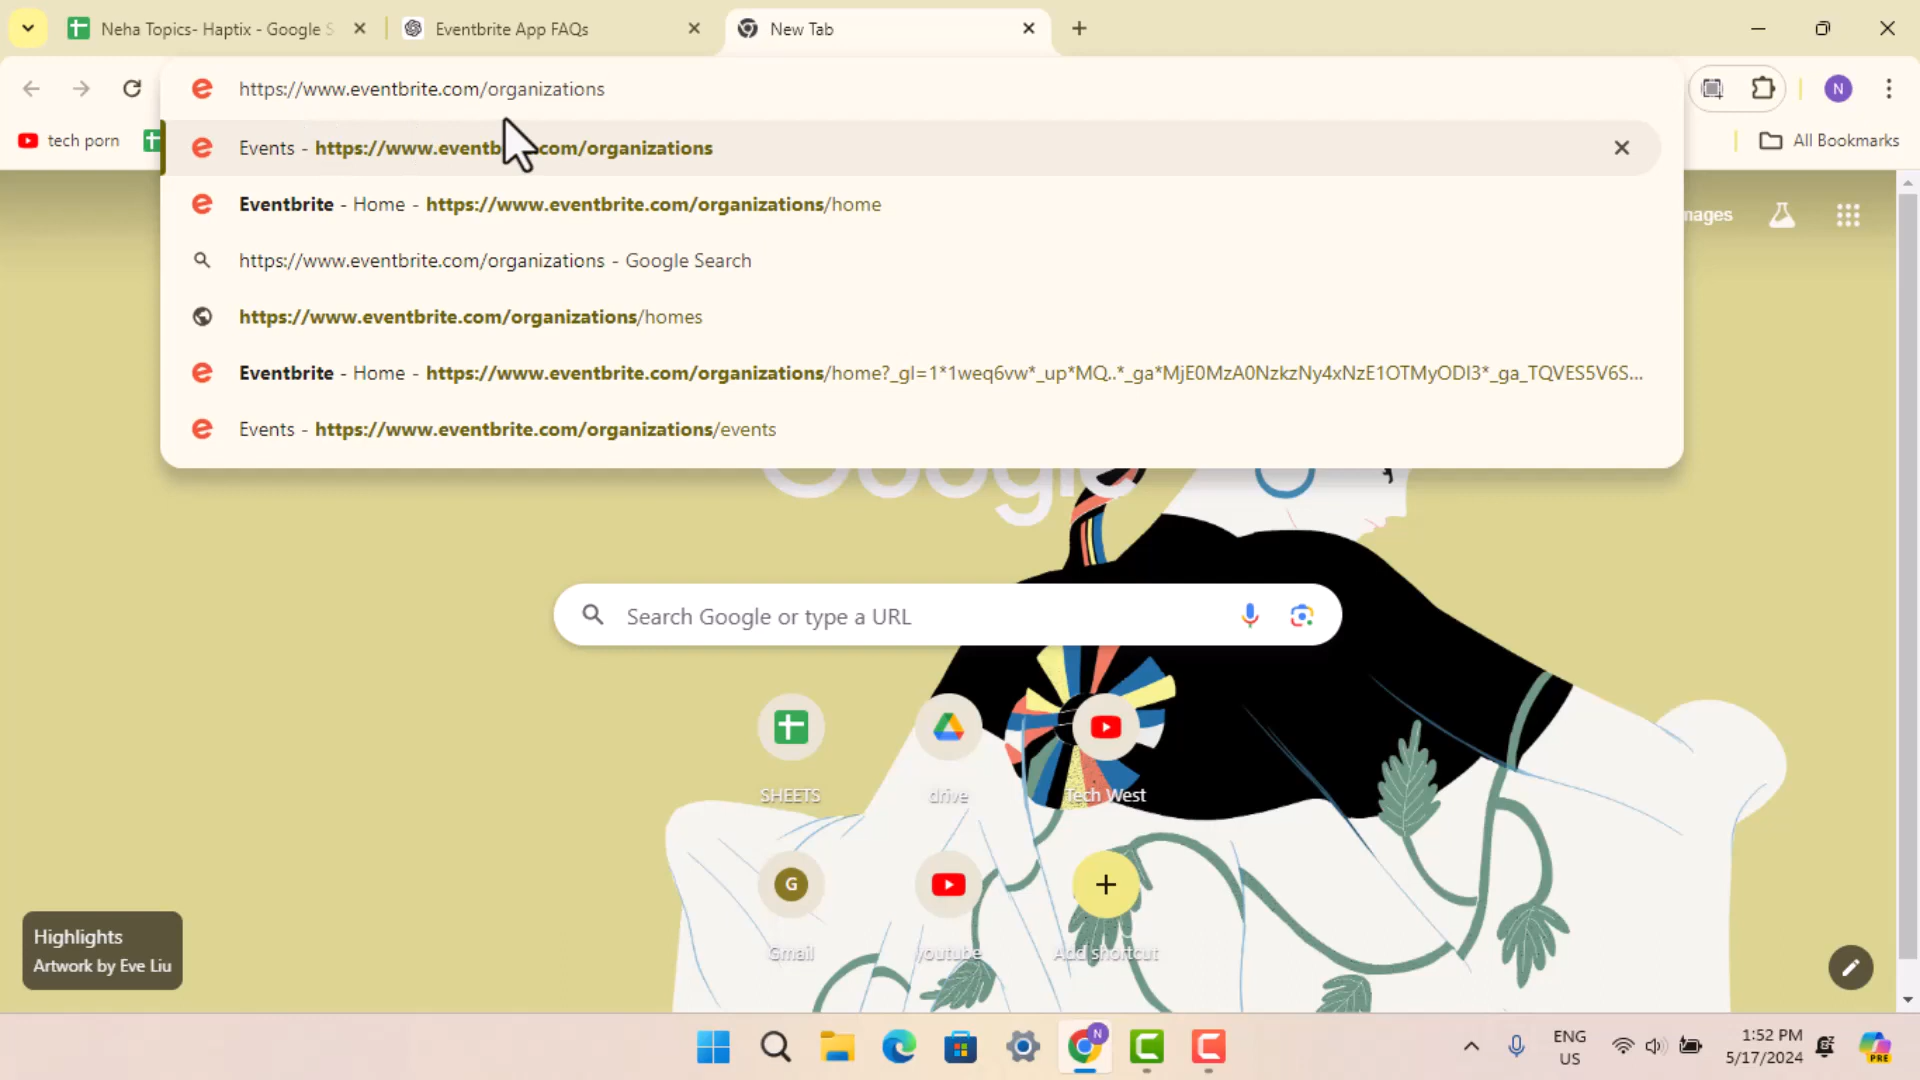 Neha Topics- Haptix - Google S
Eventbrite App FAQs
New Tab
https://www.eventbrite.com/organizations
N
tech porn
Events - https://www.eventb com/organizations
All Bookmarks
Eventbrite - Home - https://www.eventbrite.com/organizations/home
nages
https://www.eventbrite.com/organizations - Google Search
https://www.eventbrite.com/organizations/homes
Eventbrite - Home - https://www.eventbrite.com/organizations/home?_gl=1*1weq6vw*_up*MQ..*_ga*MjE0MzA0NzkzNy4xNzE1OTMyODI3*_ga_TQVES5V6S...
Events - https://www.eventbrite.com/organizations/events
Google
Search Google or type a URL
SHEETS
drive
Tech West
G
Gmail
youtube
Add shortcut
Highlights
Artwork by Eve Liu
N
ENG
US
1:52 PM
5/17/2024
PRE